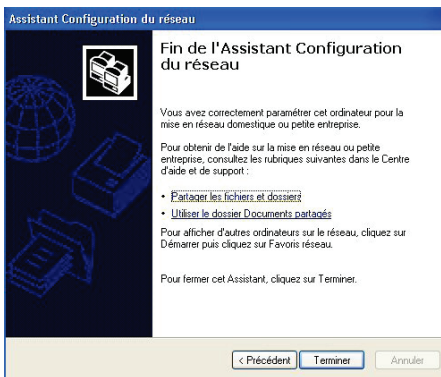 Assistant Configuration du réseau
Fin de l'Assistant Configuration
du réseau
Vous avez correctement paramétrer cet ordinateur pour la
mise en réseau domestique ou petite entreprise.
Pour obtenir de l'aide sur la mise en réseau ou petite
entreprise, consultez les rubriques suivantes dans le Centre
d'aide et de support :
• Partager les fichiers et dossiers
• Utiliser le dossier Documents partagés
Pour afficher d'autres ordinateurs sur le réseau, cliquez sur
Démarrer puis cliquez sur Favoris réseau.
Pour fermer cet Assistant, cliquez sur Terminer.
< Précédent Terminer Annuler